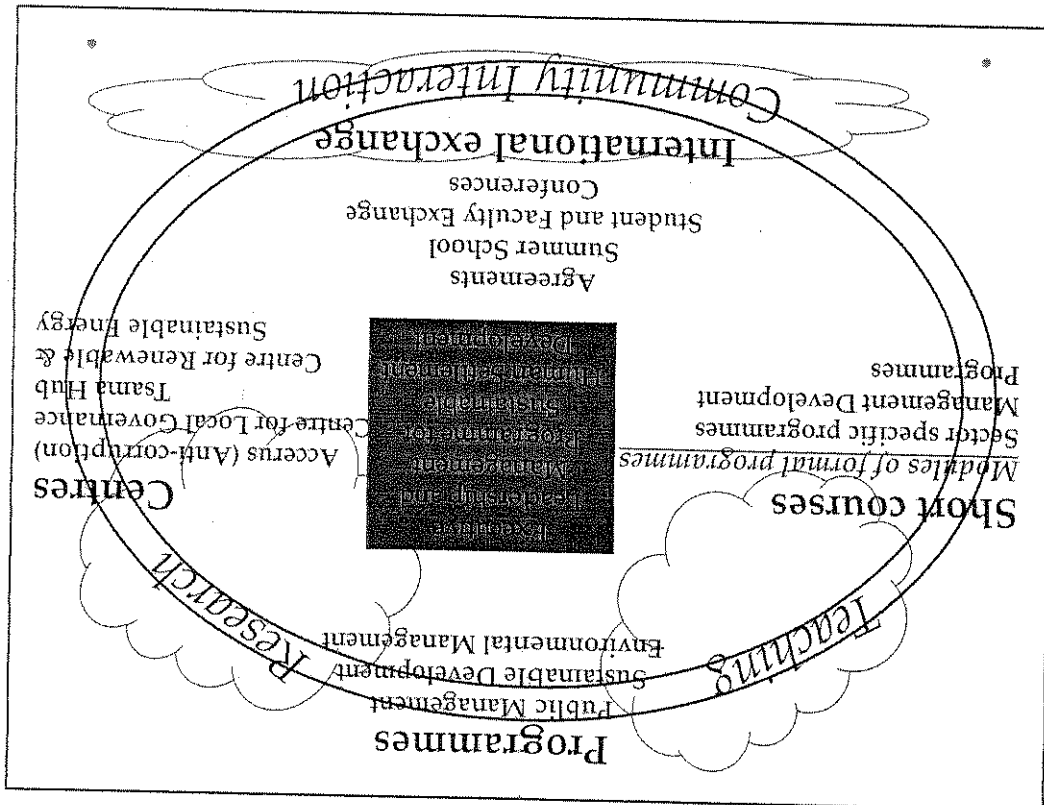 Programmes
Public Management
Sustainable Development
Environmental Management
Teaching
Research
Short courses
Modules of formal programmes
Sector specific programmes
Management Development
Programmes
Executive
Leadership and
Management
Programme for
Sustainable
Human Settlement
Development
Centres
Accerus (Anti-corruption)
Centre for Local Governance
Tsama Hub
Centre for Renewable &
Sustainable Energy
Agreements
Summer School
Student and Faculty Exchange
Conferences
International exchange
Community Interaction